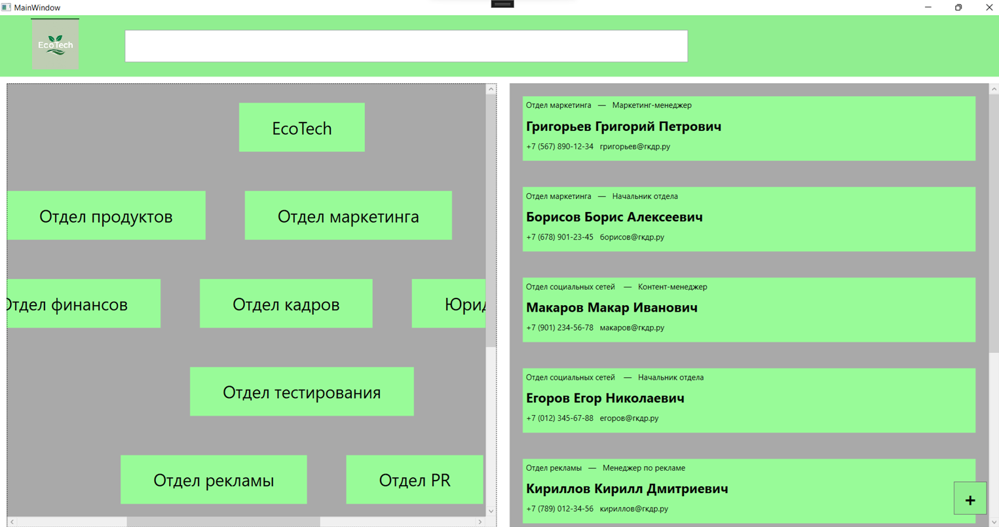 MainWindow
EcoTech
EcoTech
Отдел продуктов
Отдел маркетинга
Отдел финансов
Отдел кадров
Юрид
Отдел тестирования
Отдел рекламы
Отдел PR
Отдел маркетинга — Маркетинг-менеджер
Григорьев Григорий Петрович
+7 (567) 890-12-34 григорьев@гкдр.ру
Отдел маркетинга — Начальник отдела
Борисов Борис Алексеевич
+7 (678) 901-23-45 борисов@гкдр.ру
Отдел социальных сетей — Контент-менеджер
Макаров Макар Иванович
+7 (901) 234-56-78 макаров@гкдр.ру
Отдел социальных сетей — Начальник отдела
Егоров Егор Николаевич
+7 (012) 345-67-88 егоров@гкдр.ру
Отдел рекламы — Менеджер по рекламе
Кириллов Кирилл Дмитриевич
+7 (789) 012-34-56 кириллов@гкдр.ру
+